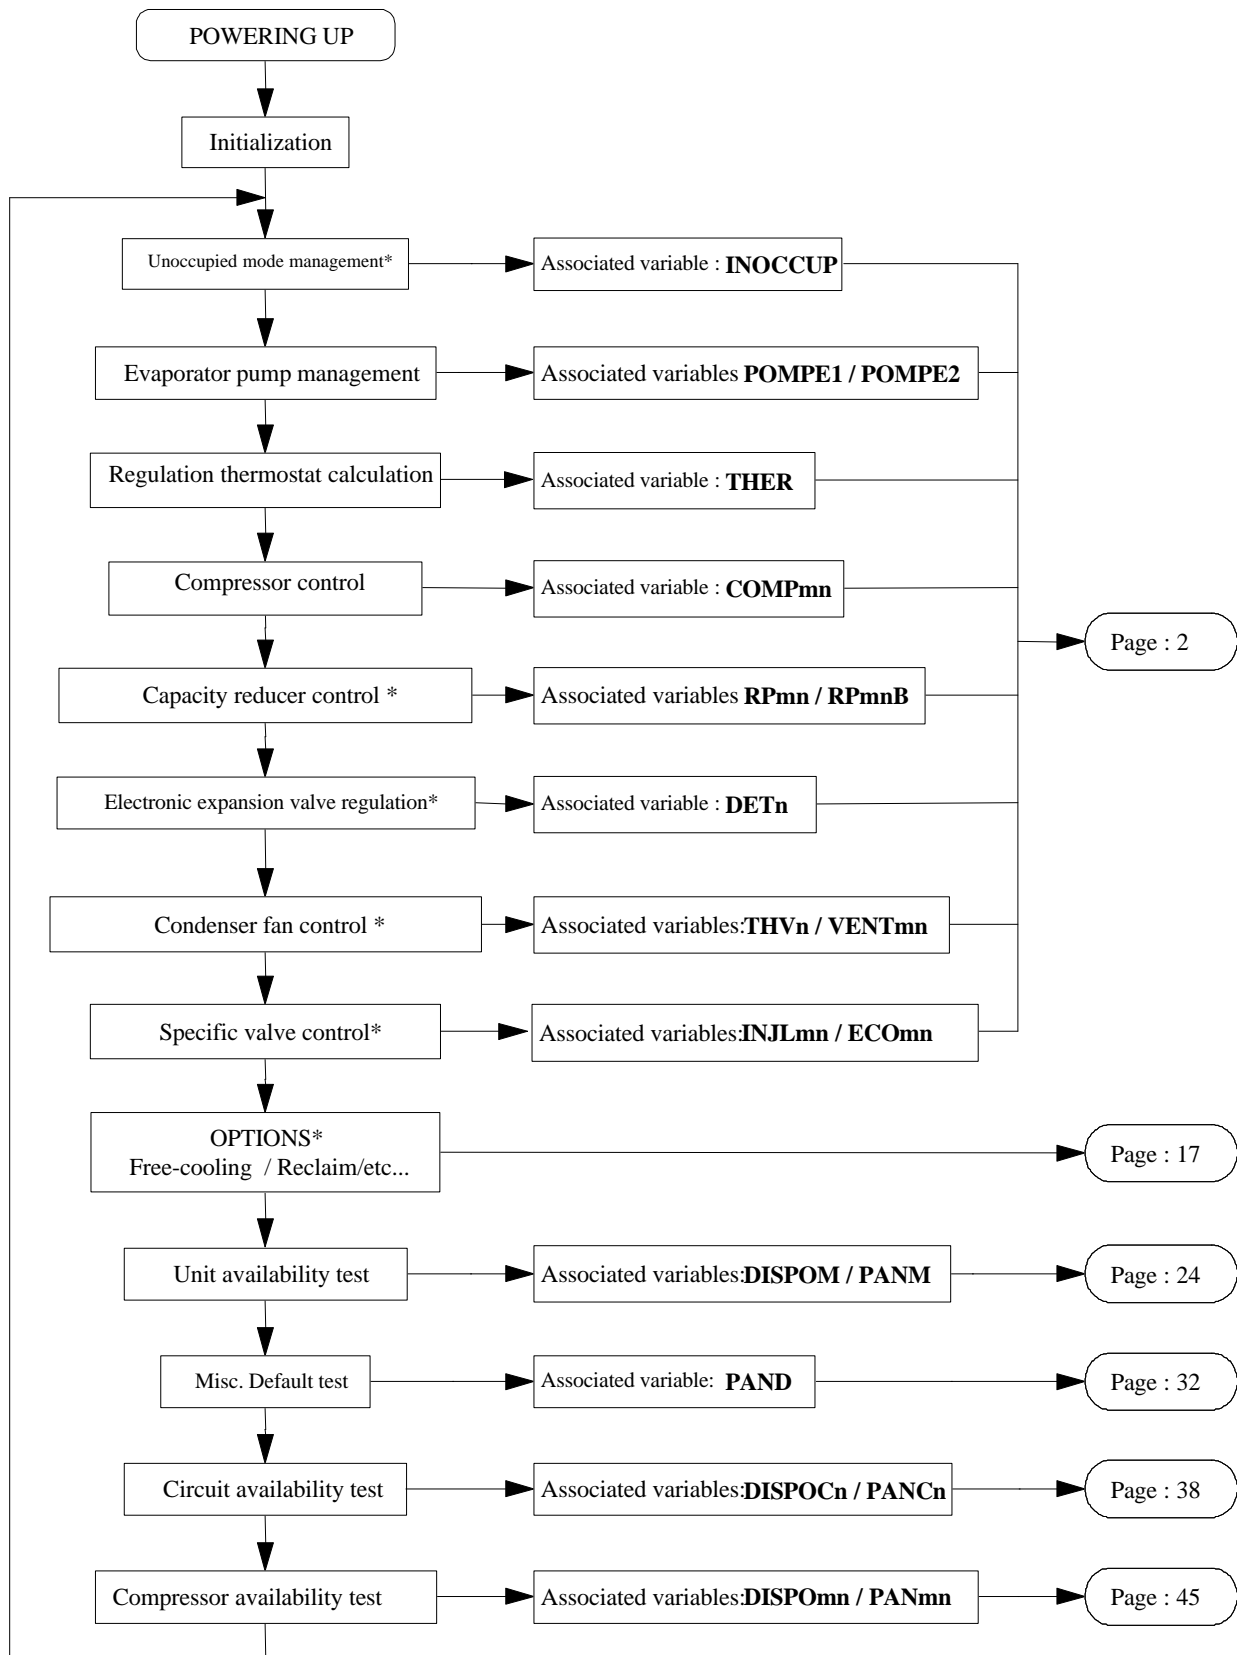 POWERING UP
Initialization
Unoccupied mode management*
Associated variable : INOCCUP
Evaporator pump management
Associated variables POMPE1 / POMPE2
Regulation thermostat calculation
Associated variable : THER
Compressor control
Associated variable : COMPmn
Page : 2
Capacity reducer control *
Associated variables RPmn / RPmnB
Electronic expansion valve regulation*
Associated variable : DETn
Condenser fan control *
Associated variables:THVn / VENTmn
Specific valve control*
Associated variables:INJLmn / ECOmn
OPTIONS*
Free-cooling / Reclaim/etc...
Page : 17
Unit availability test
Associated variables:DISPOM / PANM
Page : 24
Misc. Default test
Associated variable: PAND
Page : 32
Circuit availability test
Associated variables:DISPOCn / PANCn
Page : 38
Compressor availability test
Associated variables:DISPOmn / PANmn
Page : 45